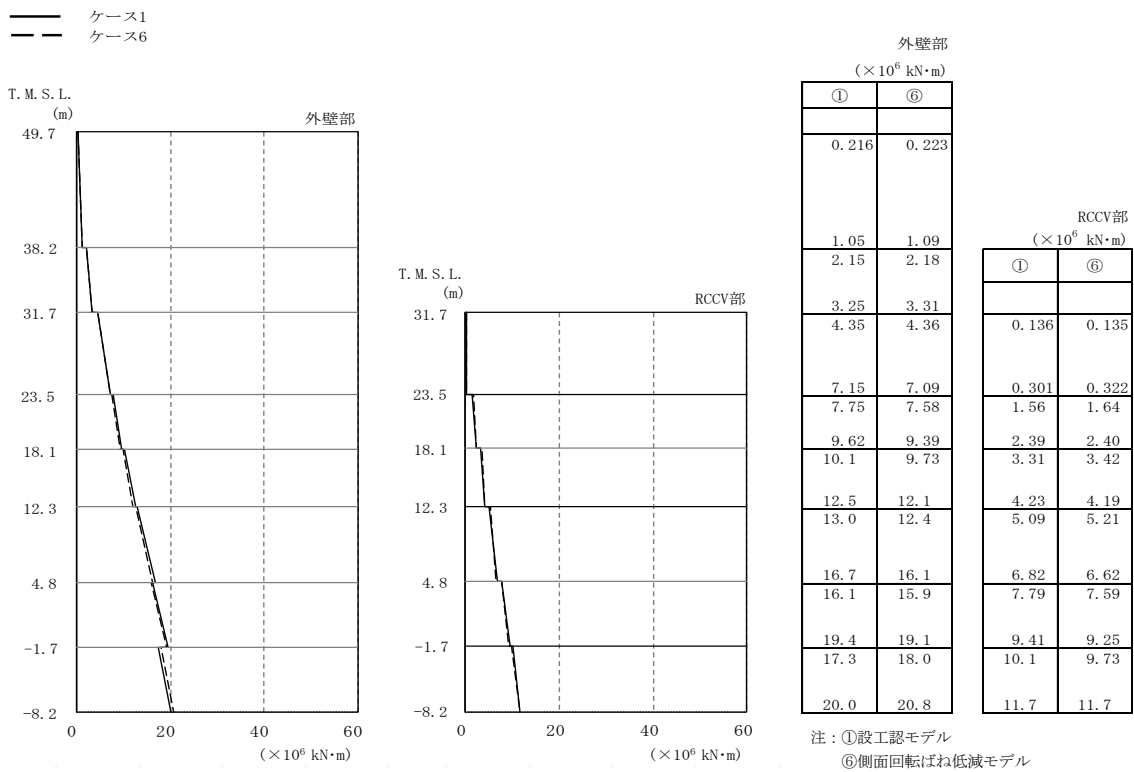 ケース1
ケース6
T.M.S.L.
(m)
外壁部
49.7
38.2
31.7
23.5
18.1
12.3
4.8
-1.7
-8.2
0 20 40 60
(×10⁶ kN・m)
T.M.S.L.
(m)
RCCV部
31.7
23.5
18.1
12.3
4.8
-1.7
-8.2
0 20 40 60
(×10⁶ kN・m)
外壁部
(×10⁶ kN・m)
① ⑥
0.216 0.223
1.05 1.09
2.15 2.18
3.25 3.31
4.35 4.36
7.15 7.09
7.75 7.58
9.62 9.39
10.1 9.73
12.5 12.1
13.0 12.4
16.7 16.1
16.1 15.9
19.4 19.1
17.3 18.0
20.0 20.8
RCCV部
(×10⁶ kN・m)
① ⑥
0.136 0.135
0.301 0.322
1.56 1.64
2.39 2.40
3.31 3.42
4.23 4.19
5.09 5.21
6.82 6.62
7.79 7.59
9.41 9.25
10.1 9.73
11.7 11.7
注：①設工認モデル
⑥側面回転ばね低減モデル